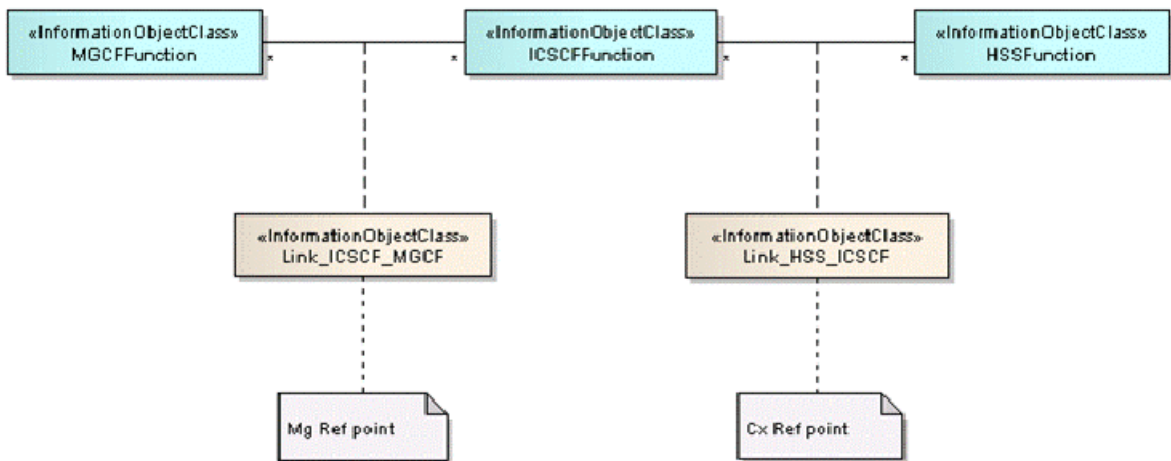 «InformationObjectClass»
MGCFFunction
«InformationObjectClass»
ICSCFFunction
«InformationObjectClass»
HSSFunction
* * * *
«InformationObjectClass»
Link_ICSCF_MGCF
«InformationObjectClass»
Link_HSS_ICSCF
Mg Ref point
Cx Ref point